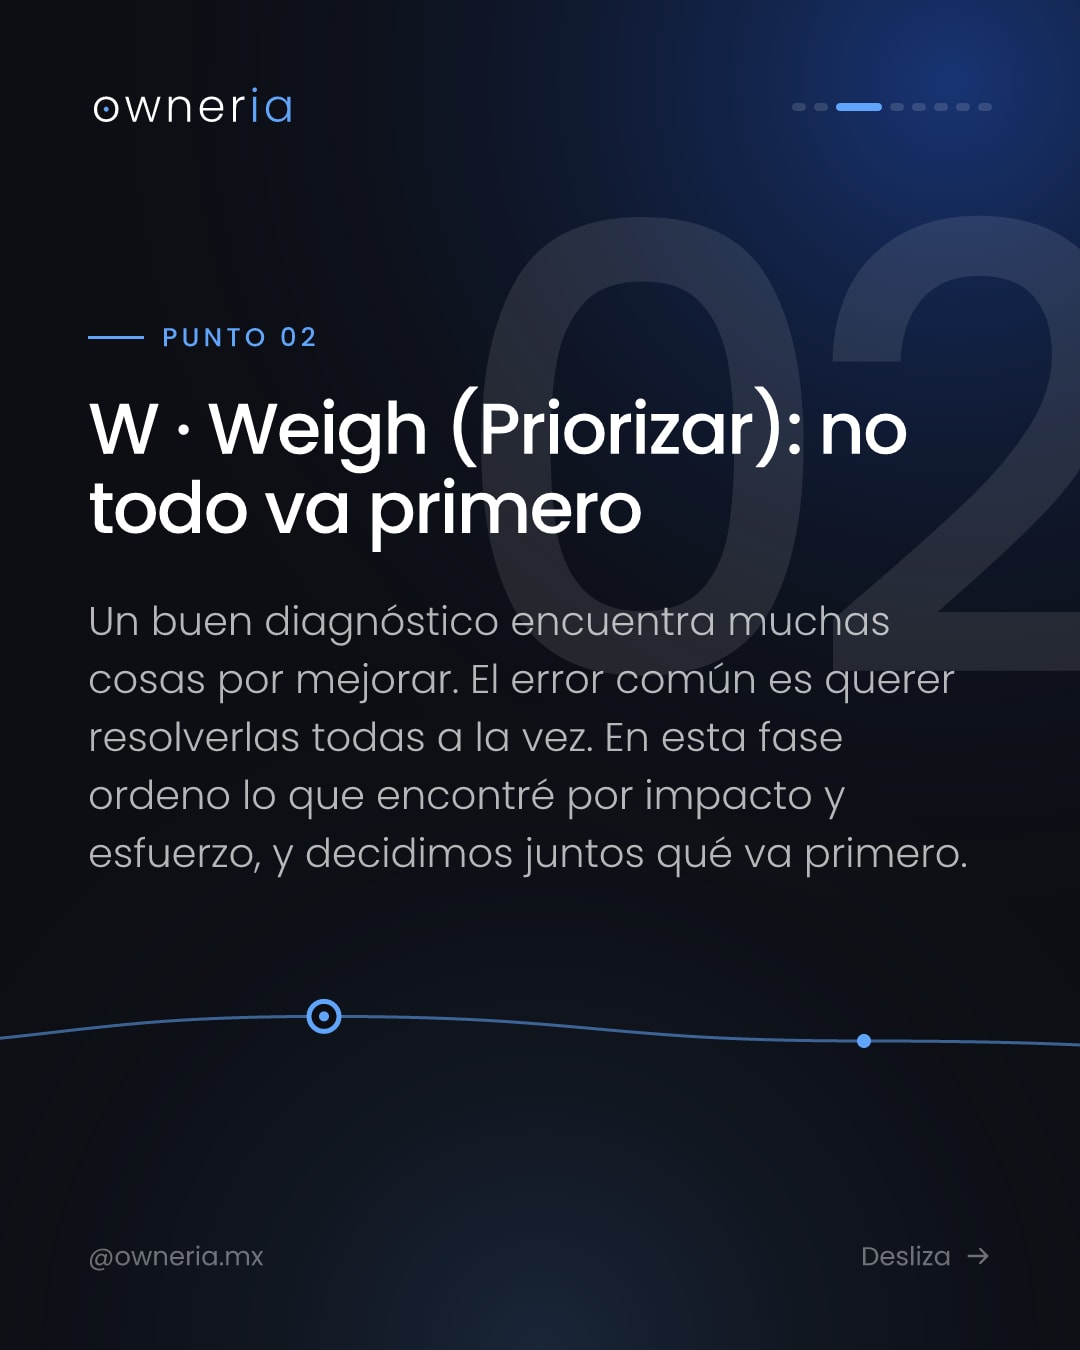 owneria
02
PUNTO 02
W · Weigh (Priorizar): no
todo va primero
Un buen diagnóstico encuentra muchas
cosas por mejorar. El error común es querer
resolverlas todas a la vez. En esta fase
ordeno lo que encontré por impacto y
esfuerzo, y decidimos juntos qué va primero.
@owneria.mx
Desliza →